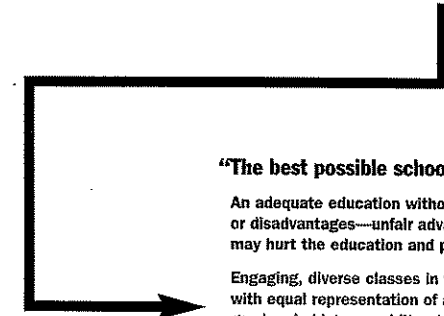 “The best possible schoo
An adequate education witho
or disadvantages—unfair adv
may hurt the education and p
Engaging, diverse classes in
with equal representation of